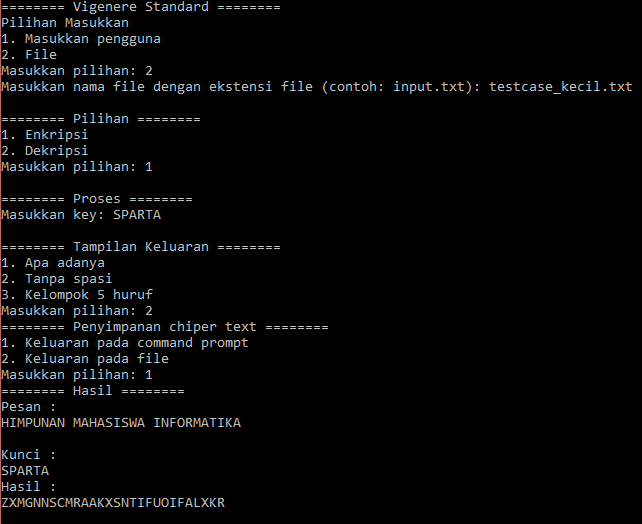 ======== Vigenere Standard ========
Pilihan Masukkan
1. Masukkan pengguna
2. File
Masukkan pilihan: 2
Masukkan nama file dengan ekstensi file (contoh: input.txt): testcase_kecil.txt
======== Pilihan ========
1. Enkripsi
2. Dekripsi
Masukkan pilihan: 1
======== Proses ========
Masukkan key: SPARTA
======== Tampilan Keluaran ========
1. Apa adanya
2. Tanpa spasi
3. Kelompok 5 huruf
Masukkan pilihan: 2
======== Penyimpanan chiper text ========
1. Keluaran pada command prompt
2. Keluaran pada file
Masukkan pilihan: 1
======== Hasil ========
Pesan :
HIMPUNAN MAHASISWA INFORMATIKA
Kunci :
SPARTA
Hasil :
ZXMGNNSCMRAAKXSNTIFUOIFALXKR